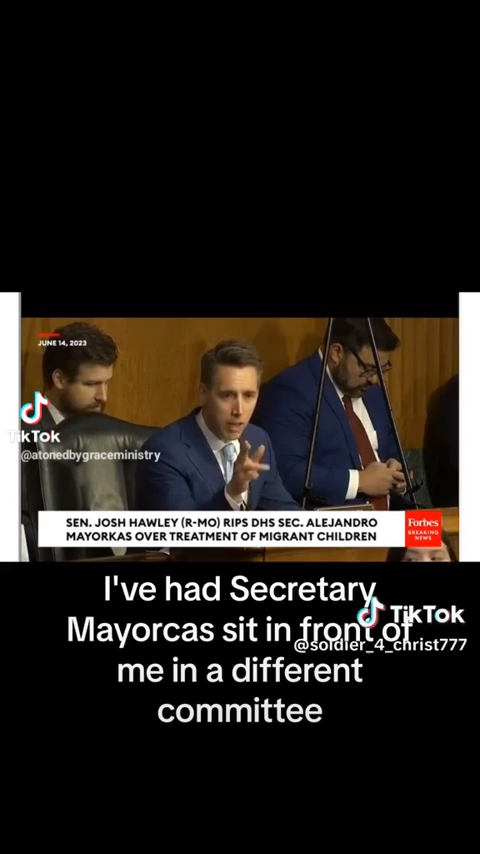 JUNE 14, 2023
TikTok
@atonedbygraceministry
SEN. JOSH HAWLEY (R-MO) RIPS DHS SEC. ALEJANDRO
MAYORKAS OVER TREATMENT OF MIGRANT CHILDREN
Forbes
BREAKING
NEWS
I've had Secretary
Mayorcas sit in front of
me in a different
committee
TikTok
@soldier_4_christ777